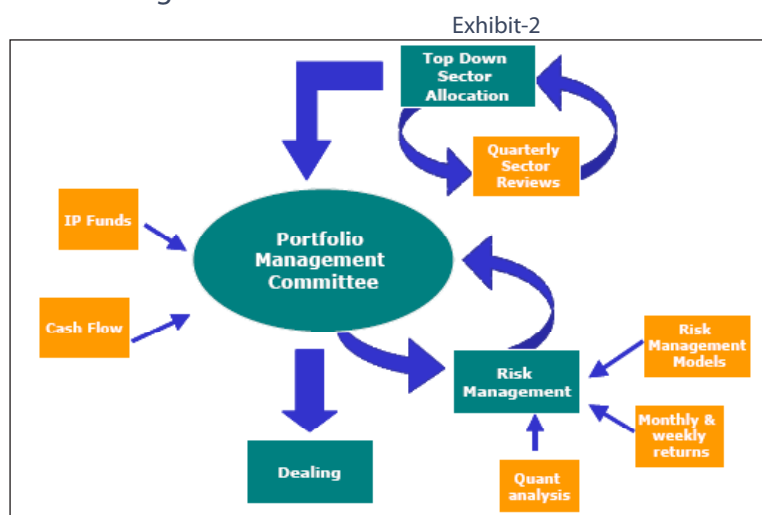 Exhibit-2
Top Down
Sector
Allocation
Quarterly
Sector
Reviews
IP Funds
Portfolio
Management
Committee
Cash Flow
Risk
Management
Models
Risk
Management
Monthly &
weekly
returns
Dealing
Quant
analysis